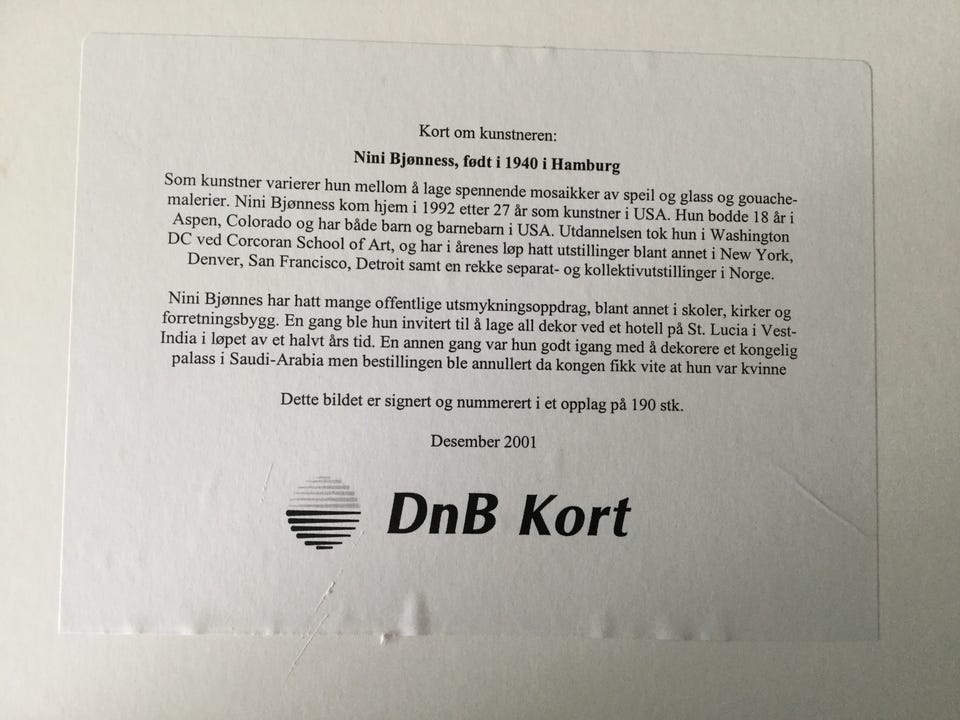 Kort om kunstneren:
Nini Bjønness, født i 1940 i Hamburg
Som kunstner varierer hun mellom å lage spennende mosaikker av speil og glass og gouache-
malerier. Nini Bjønness kom hjem i 1992 etter 27 år som kunstner i USA. Hun bodde 18 år i
Aspen, Colorado og har både barn og barnebarn i USA. Utdannelsen tok hun i Washington
DC ved Corcoran School of Art, og har i årenes løp hatt utstillinger blant annet i New York,
Denver, San Francisco, Detroit samt en rekke separat- og kollektivutstillinger i Norge.
Nini Bjønnes har hatt mange offentlige utsmykningsoppdrag, blant annet i skoler, kirker og
forretningsbygg. En gang ble hun invitert til å lage all dekor ved et hotell på St. Lucia i Vest-
India i løpet av et halvt års tid. En annen gang var hun godt igang med å dekorere et kongelig
palass i Saudi-Arabia men bestillingen ble annullert da kongen fikk vite at hun var kvinne
Dette bildet er signert og nummerert i et opplag på 190 stk.
Desember 2001
DnB Kort